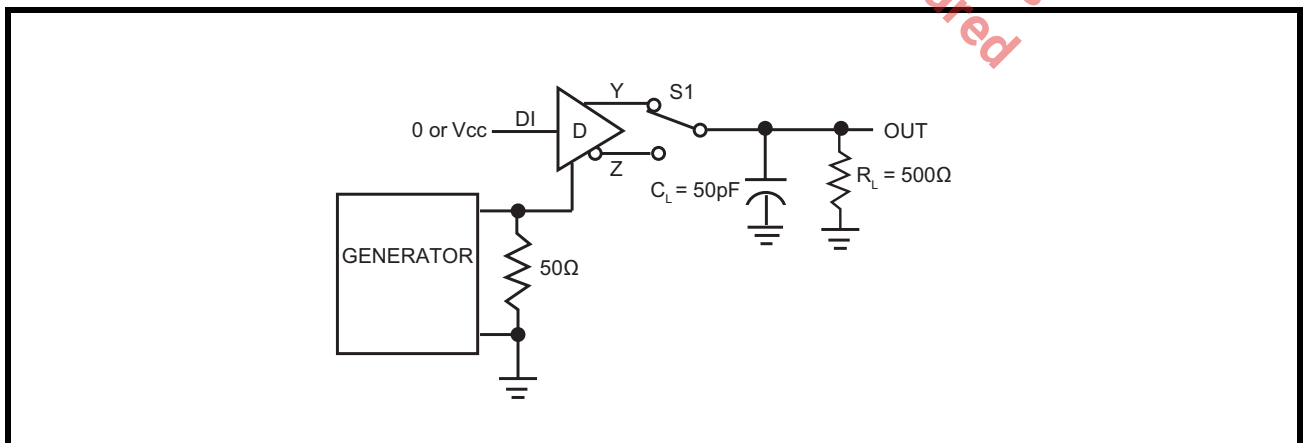 Y
S1
0 or Vcc
DI
D
OUT
Z
C_L = 50pF
R_L = 500Ω
GENERATOR
50Ω